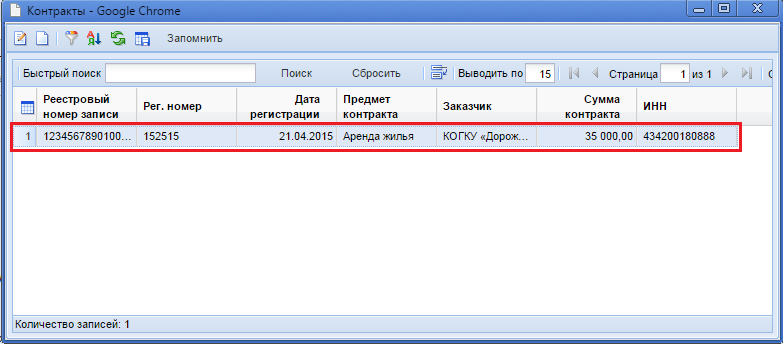 Контракты - Google Chrome
Запомнить
Быстрый поиск Поиск Сбросить Выводить по 15 Страница 1 из 1
Реестровый номер записи Рег. номер Дата регистрации Предмет контракта Заказчик Сумма контракта ИНН
1 1234567890100... 152515 21.04.2015 Аренда жилья КОГКУ «Дорож... 35 000,00 434200180888
Количество записей: 1